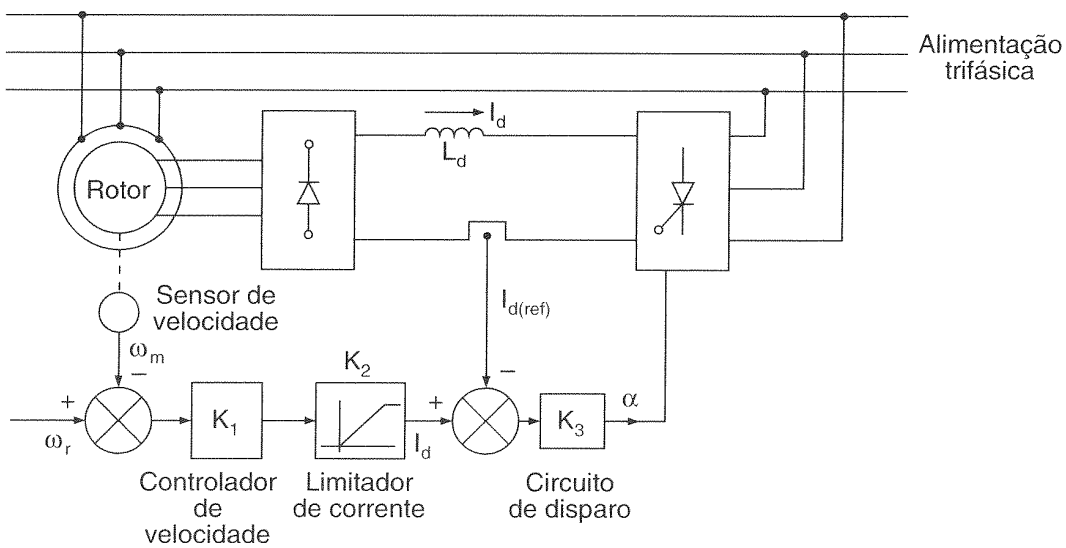 Alimentação
trifásica
I_d
L_d
Rotor
Sensor de
velocidade
I_d(ref)
ω_m
−
K_2
−
+
K_1
+
K_3
α
ω_r
I_d
Controlador
de
velocidade
Limitador
de corrente
Circuito
de disparo